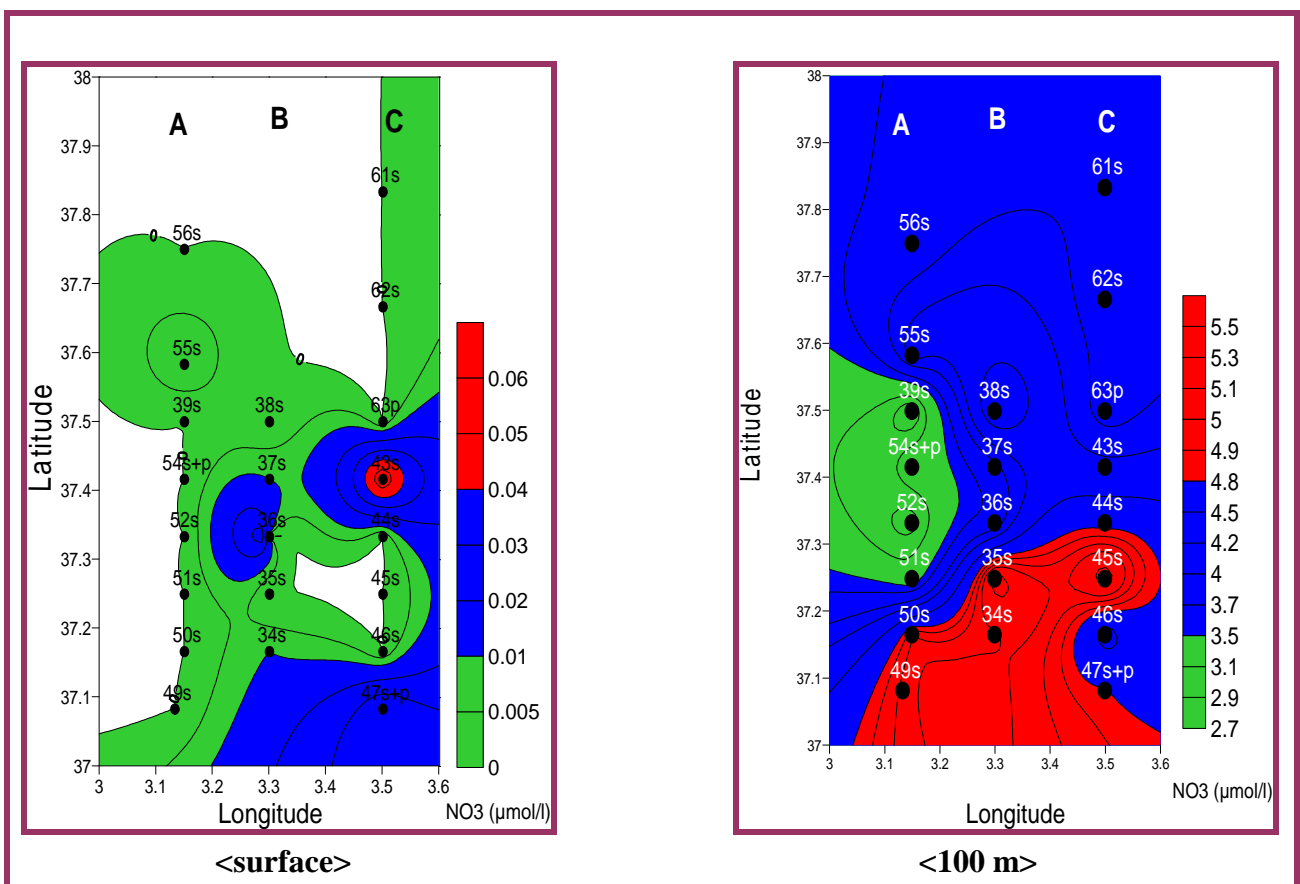 38
A
B
C
37.9
61s
37.8
56s
0
37.7
62s
0
37.6
55s
0
0.06
39s
38s
63p
37.5
0.05
0
54s+p
37s
43s
37.4
0.04
52s
36s
44s
0.03
37.3
51s
35s
45s
0.02
37.2
50s
34s
46s
0
0.01
37.1
49s
0
47s+p
0.005
37
0
3
3.1
3.2
3.3
3.4
3.5
3.6
Latitude
Longitude
NO3 (µmol/l)
<surface>
38
A
B
C
37.9
61s
37.8
56s
37.7
62s
37.6
55s
5.5
5.3
39s
38s
63p
37.5
5.1
54s+p
37s
43s
5
37.4
4.9
52s
36s
44s
4.8
4.5
37.3
51s
35s
45s
4.2
4
37.2
50s
34s
46s
3.7
3.5
37.1
49s
47s+p
3.1
2.9
37
2.7
3
3.1
3.2
3.3
3.4
3.5
3.6
Latitude
Longitude
NO3 (µmol/l)
<100 m>